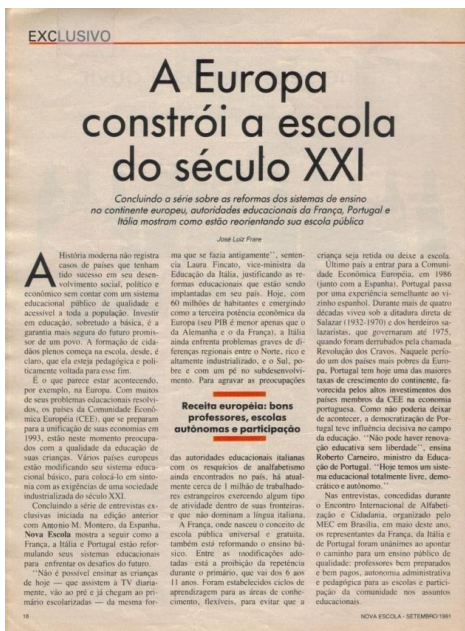 EXCLUSIVO
A Europa
constrói a escola
do século XXI
Concluindo a série sobre as reformas dos sistemas de ensino
no continente europeu, autoridades educacionais da França, Portugal e
Itália mostram como estão reorientando sua escola pública
José Luiz Frare
A História moderna não registra
casos de países que tenham
tido sucesso em seu desen-
volvimento social, político e
econômico sem contar com um sistema
educacional público de qualidade e
acessível a toda a população. Investir
em educação, sobretudo a básica, é a
garantia mais segura do futuro promis-
sor de um povo. A formação de cida-
dãos plenos começa na escola, desde, é
claro, que ela esteja pedagógica e poli-
ticamente voltada para esse fim.
É o que parece estar acontecendo,
por exemplo, na Europa. Com muitos
de seus problemas educacionais resolvi-
dos, os países da Comunidade Econô-
mica Européia (CEE), que se preparam
para a unificação de suas economias em
1993, estão neste momento preocupa-
dos com a qualidade da educação de
suas crianças. Vários países europeus
estão modificando seu sistema educa-
cional básico, para colocá-lo em sinto-
nia com as exigências de uma sociedade
industrializada do século XXI.
Concluindo a série de entrevistas ex-
clusivas iniciada na edição anterior
com Antonio M. Montero, da Espanha,
Nova Escola mostra a seguir como a
França, a Itália e Portugal estão refor-
mulando seus sistemas educacionais
para enfrentar os desafios do futuro.
"Não é possível ensinar as crianças
de hoje — que assistem à TV diaria-
mente, vão ao pré e já chegam ao pri-
mário escolarizadas — da mesma for-
ma que se fazia antigamente", senten-
cia Laura Fincato, vice-ministra da
Educação da Itália, justificando as re-
formas educacionais que estão sendo
implantadas em seu país. Hoje, com
60 milhões de habitantes e emergindo
como a terceira potência econômica da
Europa (seu PIB é menor apenas que o
da Alemanha e o da França), a Itália
ainda enfrenta problemas graves de di-
ferenças regionais entre o Norte, rico e
altamente industrializado, e o Sul, po-
bre e com um pé no subdesenvolvi-
mento. Para agravar as preocupações
Receita européia: bons
professores, escolas
autônomas e participação
das autoridades educacionais italianas
com os resquícios de analfabetismo
ainda encontrados no país, há atual-
mente cerca de 1 milhão de trabalhado-
res estrangeiros exercendo algum tipo
de atividade dentro de suas fronteiras,
e que não dominam a língua italiana.
A França, onde nasceu o conceito de
escola pública universal e gratuita,
também está reformando o ensino bá-
sico. Entre as modificações ado-
tadas está a proibição da repetência
durante o primário, que vai dos 6 aos
11 anos. Foram estabelecidos ciclos de
aprendizagem para as áreas de conhe-
cimento, flexíveis, para evitar que a
criança seja retida ou deixe a escola.
Último país a entrar para a Comuni-
dade Econômica Européia, em 1986
(junto com a Espanha), Portugal passa
por uma experiência semelhante ao vi-
zinho espanhol. Durante mais de quatro
décadas viveu sob a ditadura direta de
Salazar (1932-1970) e dos herdeiros sa-
lazaristas, que governaram até 1975,
quando foram derrubados pela chamada
Revolução dos Cravos. Naquele perío-
do um dos países mais pobres da Euro-
pa, Portugal tem hoje uma das maiores
taxas de crescimento do continente, fa-
vorecida pelos altos investimentos dos
países membros da CEE na economia
portuguesa. Como não poderia deixar
de acontecer, a democratização de Por-
tugal teve influência decisiva no campo
da educação. "Não pode haver renova-
ção educativa sem liberdade", ensina
Roberto Carneiro, ministro da Educa-
ção de Portugal. "Hoje temos um siste-
ma educacional totalmente livre, demo-
crático e autônomo."
Nas entrevistas, concedidas durante
o Encontro Internacional de Alfabeti-
zação e Cidadania, organizado pelo
MEC em Brasília, em maio deste ano,
os representantes da França, da Itália e
de Portugal foram unânimes ao apontar
o caminho para um ensino público de
qualidade: professores bem preparados
e bem pagos, autonomia administrativa
e pedagógica para as escolas e partici-
pação da comunidade nos assuntos
educacionais.
18
NOVA ESCOLA - SETEMBRO/1991